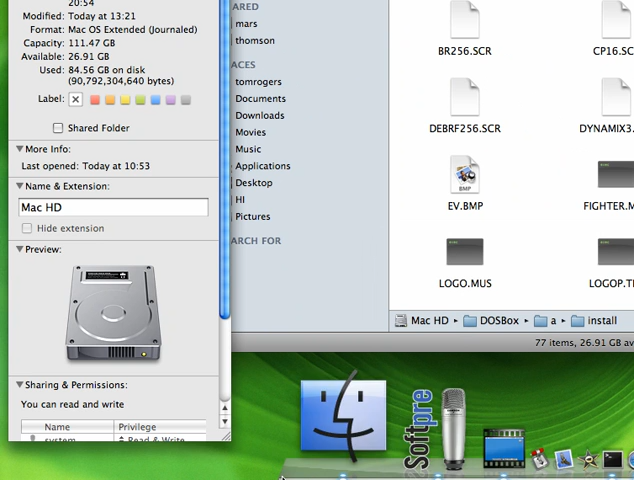 20:54
Modified: Today at 13:21
Format: Mac OS Extended (Journaled)
Capacity: 111.47 GB
Available: 26.91 GB
Used: 84.56 GB on disk
(90,792,304,640 bytes)
Label:
Shared Folder
More Info:
Last opened: Today at 10:53
Name & Extension:
Mac HD
Hide extension
Preview:
Sharing & Permissions:
You can read and write
Name Privilege
system Read & Write
ARED
mars
thomson
ACES
tomrogers
Documents
Downloads
Movies
Music
Applications
Desktop
HI
Pictures
ARCH FOR
BR256.SCR
CP16.SC
DEBRF256.SCR
DYNAMIX3.
BMP
EV.BMP
FIGHTER.M
LOGO.MUS
LOGOP.T
Mac HD DOSBox a install
77 items, 26.91 GB av
Softpre